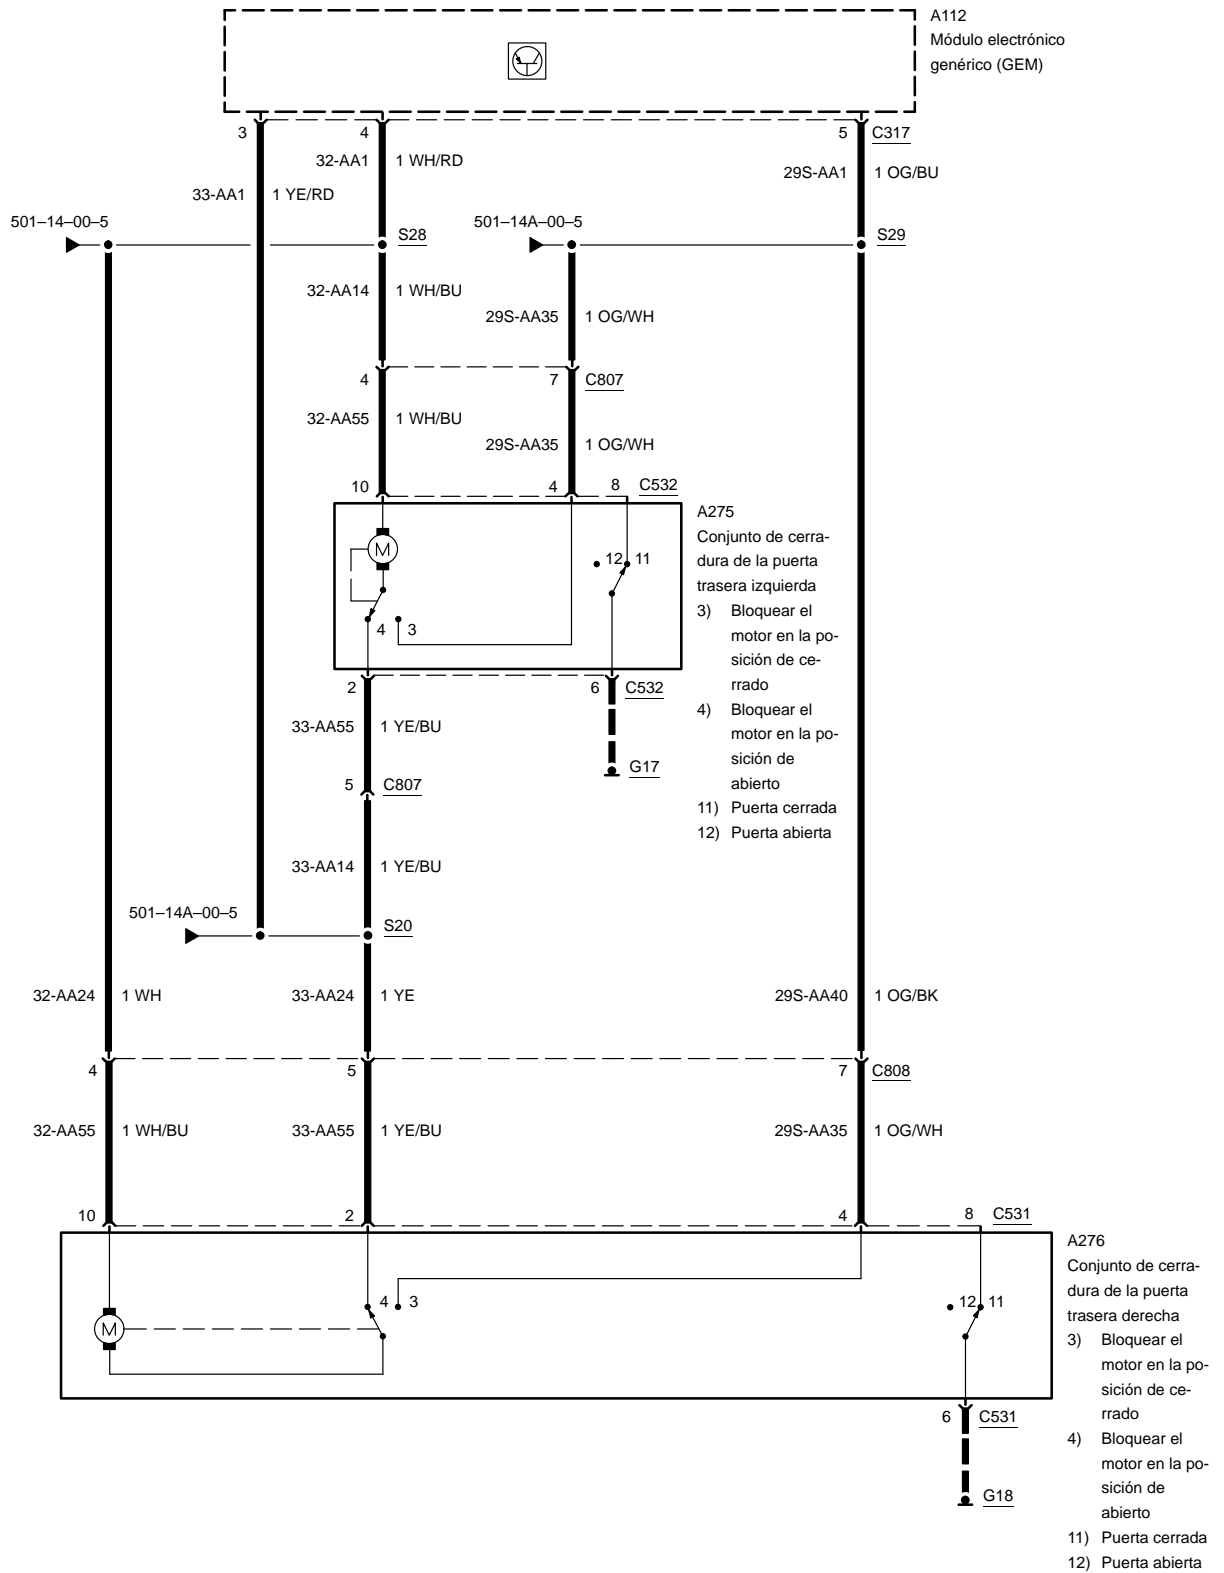 A112
Módulo electrónico
genérico (GEM)
3
4
5
C317
32-AA1
1 WH/RD
29S-AA1
1 OG/BU
33-AA1
1 YE/RD
501–14–00–5
501–14A–00–5
S28
S29
32-AA14
1 WH/BU
29S-AA35
1 OG/WH
4
7
C807
32-AA55
1 WH/BU
29S-AA35
1 OG/WH
10
4
8
C532
A275
Conjunto de cerra-
dura de la puerta
trasera izquierda
3) Bloquear el
motor en la po-
sición de ce-
rrado
4) Bloquear el
motor en la po-
sición de
abierto
11) Puerta cerrada
12) Puerta abierta
M
12
11
4
3
2
6
C532
33-AA55
1 YE/BU
G17
5
C807
33-AA14
1 YE/BU
501–14A–00–5
S20
32-AA24
1 WH
33-AA24
1 YE
29S-AA40
1 OG/BK
4
5
7
C808
32-AA55
1 WH/BU
33-AA55
1 YE/BU
29S-AA35
1 OG/WH
10
2
4
8
C531
A276
Conjunto de cerra-
dura de la puerta
trasera derecha
3) Bloquear el
motor en la po-
sición de ce-
rrado
4) Bloquear el
motor en la po-
sición de
abierto
11) Puerta cerrada
12) Puerta abierta
4
3
12
11
M
6
C531
G18